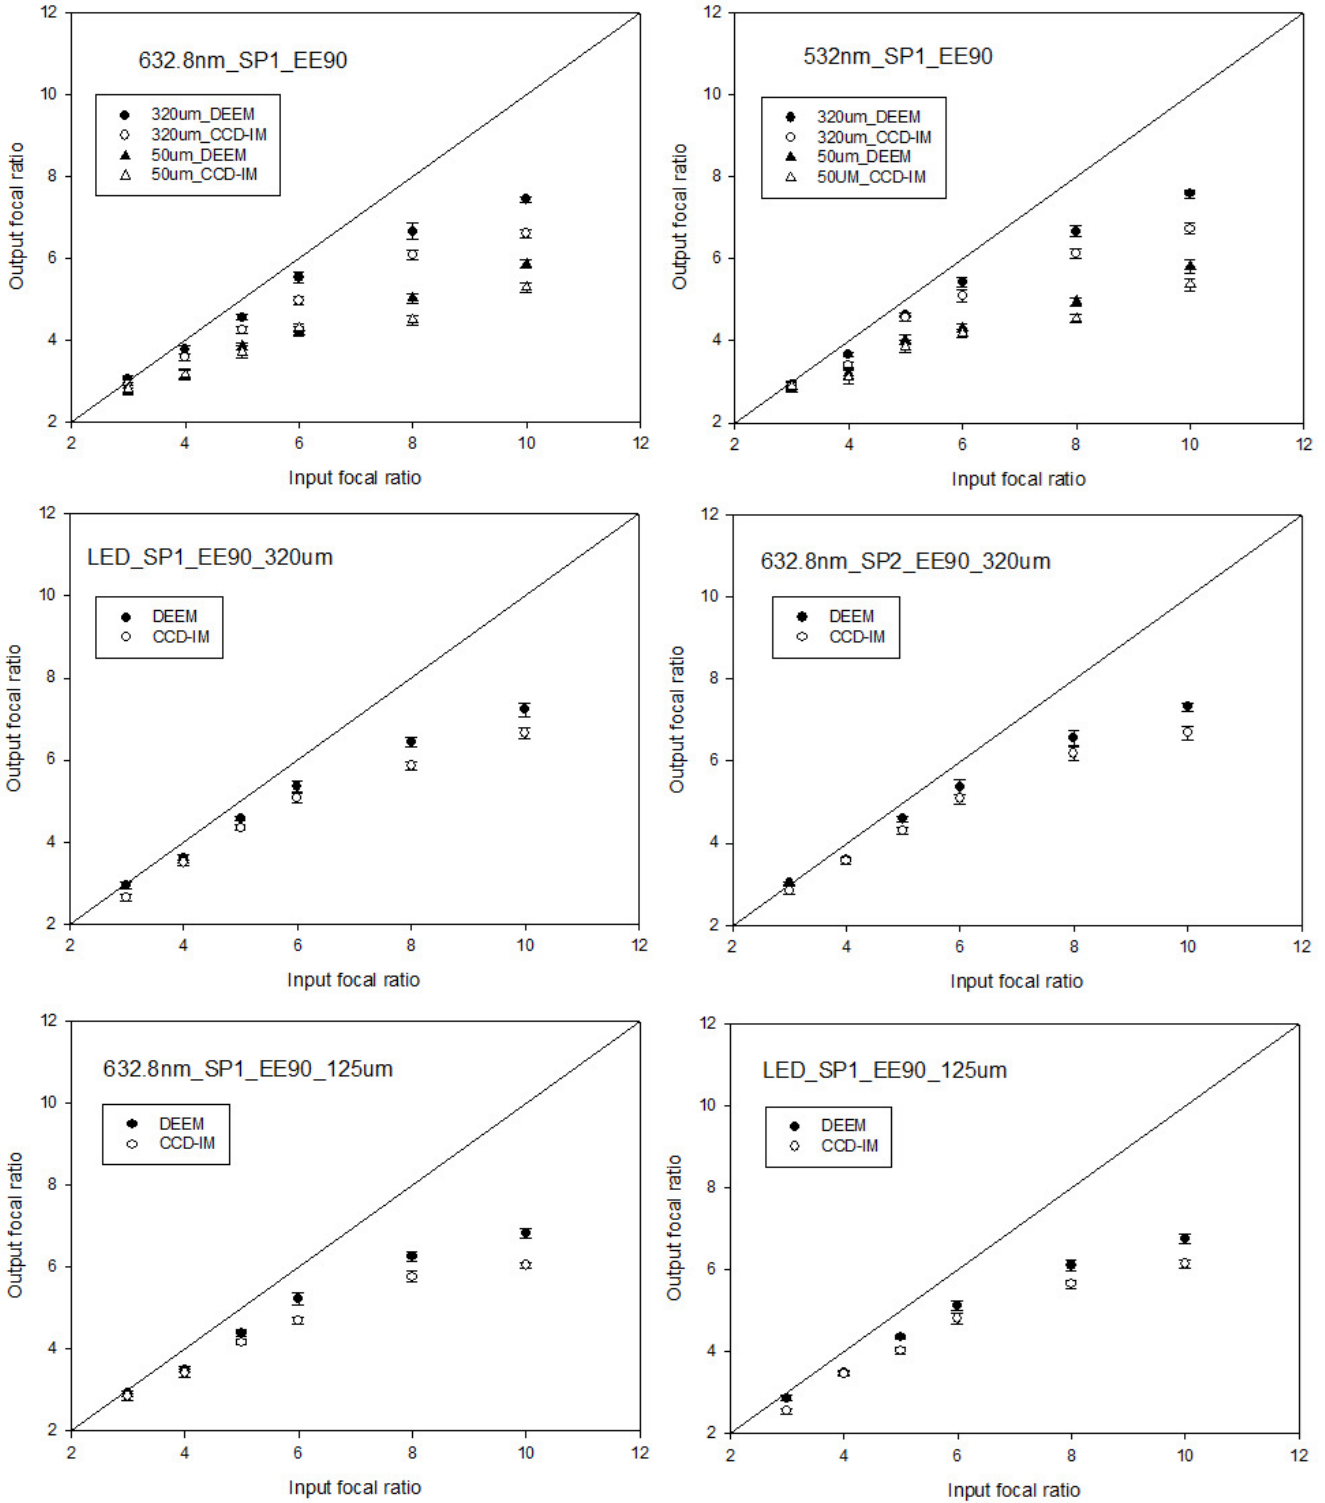 632.8nm_SP1_EE90
320um_DEEM
320um_CCD-IM
50um_DEEM
50um_CCD-IM
Output focal ratio
12
10
8
6
4
2
2 4 6 8 10 12
Input focal ratio
532nm_SP1_EE90
320um_DEEM
320um_CCD-IM
50um_DEEM
50UM_CCD-IM
Output focal ratio
12
10
8
6
4
2
2 4 6 8 10 12
Input focal ratio
LED_SP1_EE90_320um
DEEM
CCD-IM
Output focal ratio
12
10
8
6
4
2
2 4 6 8 10 12
Input focal ratio
632.8nm_SP2_EE90_320um
DEEM
CCD-IM
Output focal ratio
12
10
8
6
4
2
2 4 6 8 10 12
Input focal ratio
632.8nm_SP1_EE90_125um
DEEM
CCD-IM
Output focal ratio
12
10
8
6
4
2
2 4 6 8 10 12
Input focal ratio
LED_SP1_EE90_125um
DEEM
CCD-IM
Output focal ratio
12
10
8
6
4
2
2 4 6 8 10 12
Input focal ratio